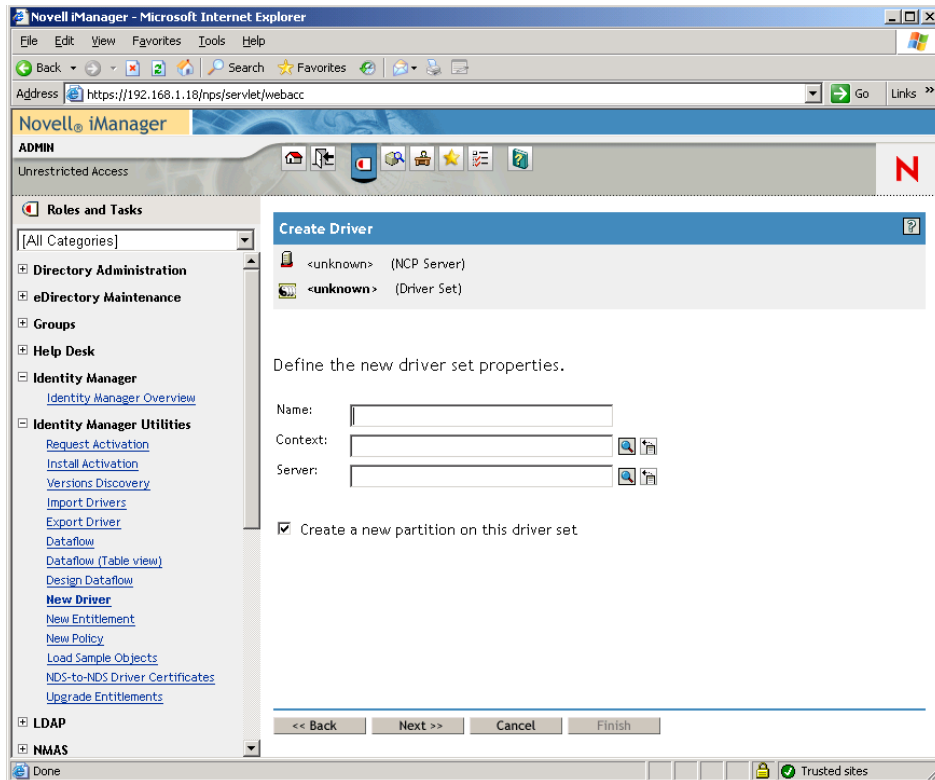 Novell iManager - Microsoft Internet Explorer
File Edit View Favorites Tools Help
Back Search Favorites
Address https://192.168.1.18/nps/servlet/webacc Go Links »
Novell® iManager
ADMIN
Unrestricted Access
N
Roles and Tasks
[All Categories]
Directory Administration
eDirectory Maintenance
Groups
Help Desk
Identity Manager
Identity Manager Overview
Identity Manager Utilities
Request Activation
Install Activation
Versions Discovery
Import Drivers
Export Driver
Dataflow
Dataflow (Table view)
Design Dataflow
New Driver
New Entitlement
New Policy
Load Sample Objects
NDS-to-NDS Driver Certificates
Upgrade Entitlements
LDAP
NMAS
Create Driver ?
<unknown> (NCP Server)
<unknown> (Driver Set)
Define the new driver set properties.
Name:
Context:
Server:
Create a new partition on this driver set
<< Back Next >> Cancel Finish
Done Trusted sites